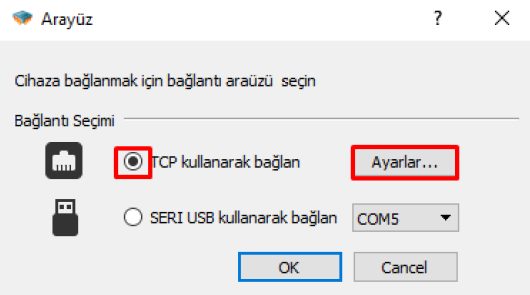 Arayüz
?
Cihaza bağlanmak için bağlantı araüzü seçin
Bağlantı Seçimi
TCP kullanarak bağlan
Ayarlar...
SERI USB kullanarak bağlan
COM5
OK
Cancel